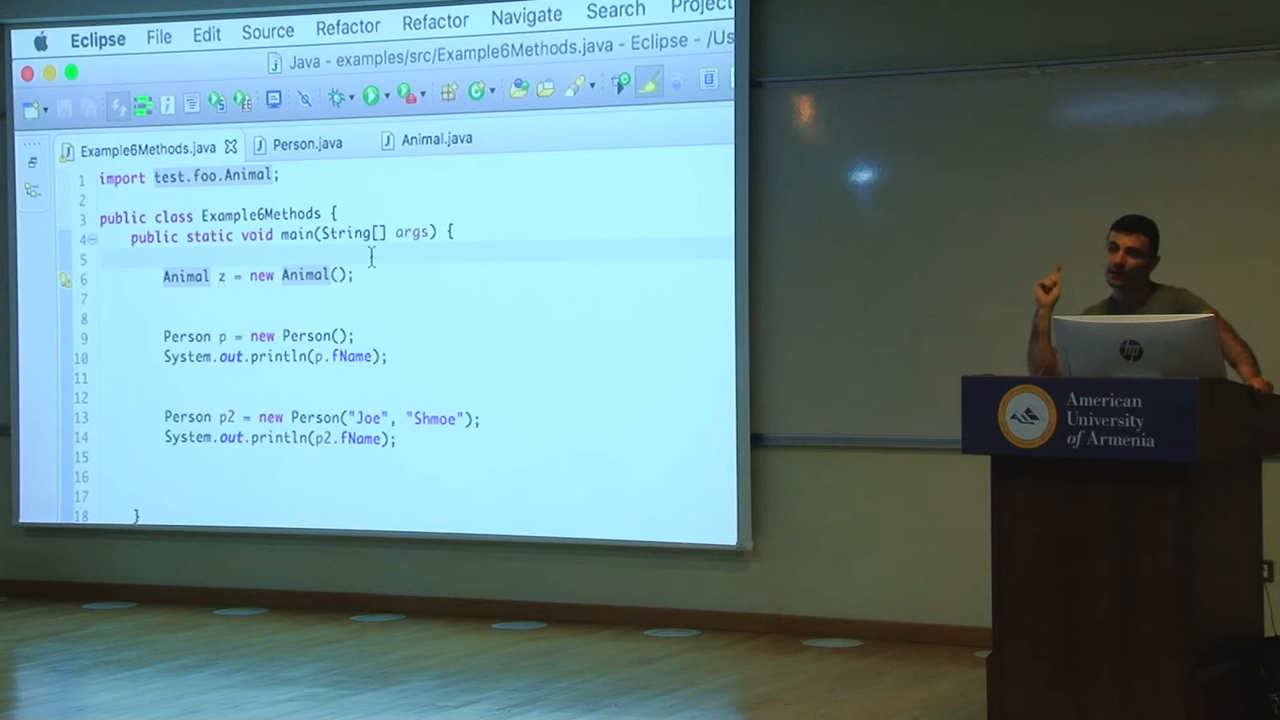 Eclipse File Edit Source Refactor Refactor Navigate Search Project
Java - examples/src/Example6Methods.java - Eclipse - /Us
Example6Methods.java Person.java Animal.java
1 import test.foo.Animal;
2
3 public class Example6Methods {
4 public static void main(String[] args) {
5
6 Animal z = new Animal();
7
8
9 Person p = new Person();
10 System.out.println(p.fName);
11
12
13 Person p2 = new Person("Joe", "Shmoe");
14 System.out.println(p2.fName);
15
16
17
18 }
hp
American
University
of Armenia